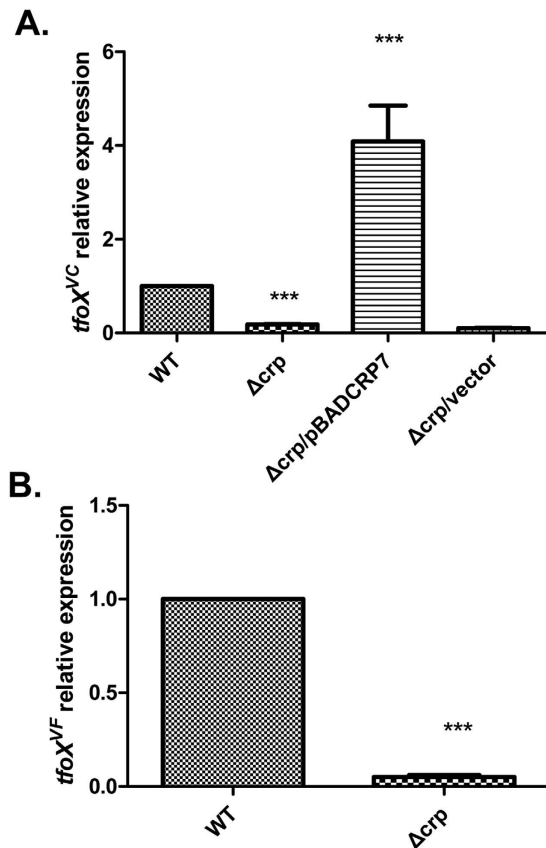 A.
tfoX^VC relative expression
6
4
2
0
***
***
WT
Δcrp
Δcrp/pBADCRP7
Δcrp/vector
B.
tfoX^VF relative expression
1.5
1.0
0.5
0.0
***
WT
Δcrp